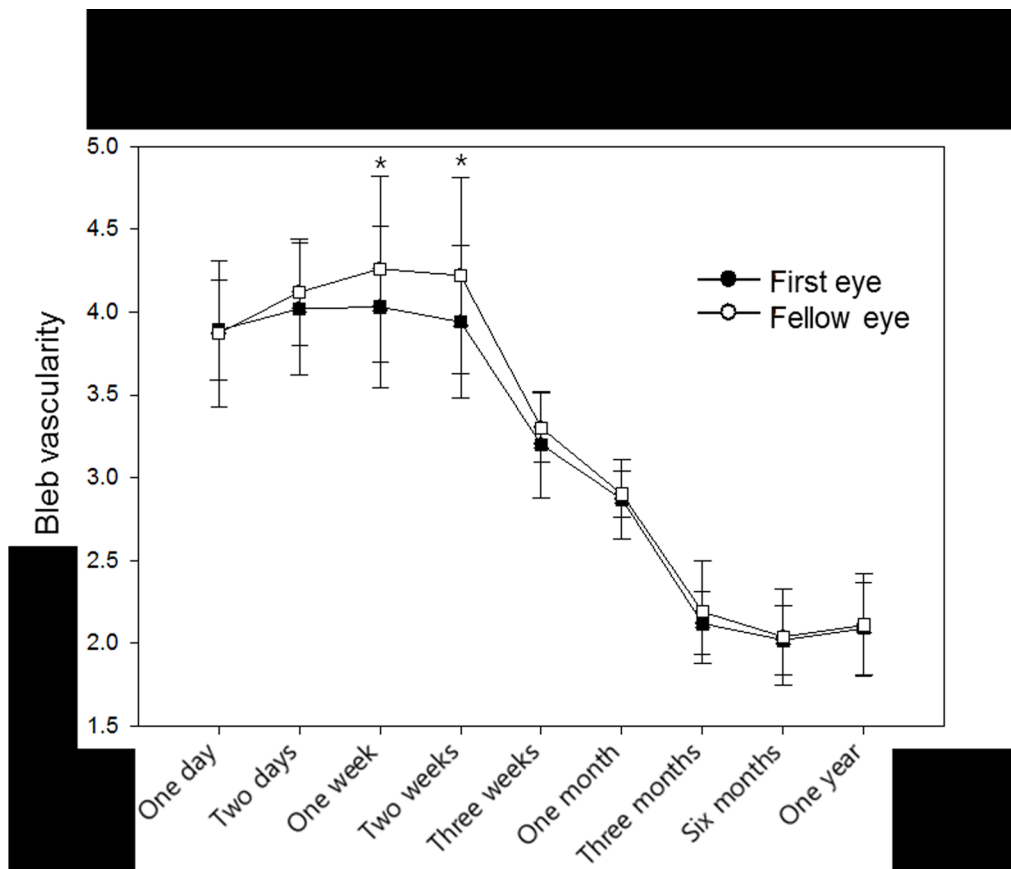 5.0
* *
4.5
First eye
4.0
Fellow eye
3.5
3.0
2.5
2.0
1.5
Bleb vascularity
One day
Two days
One week
Two weeks
Three weeks
One month
Three months
Six months
One year